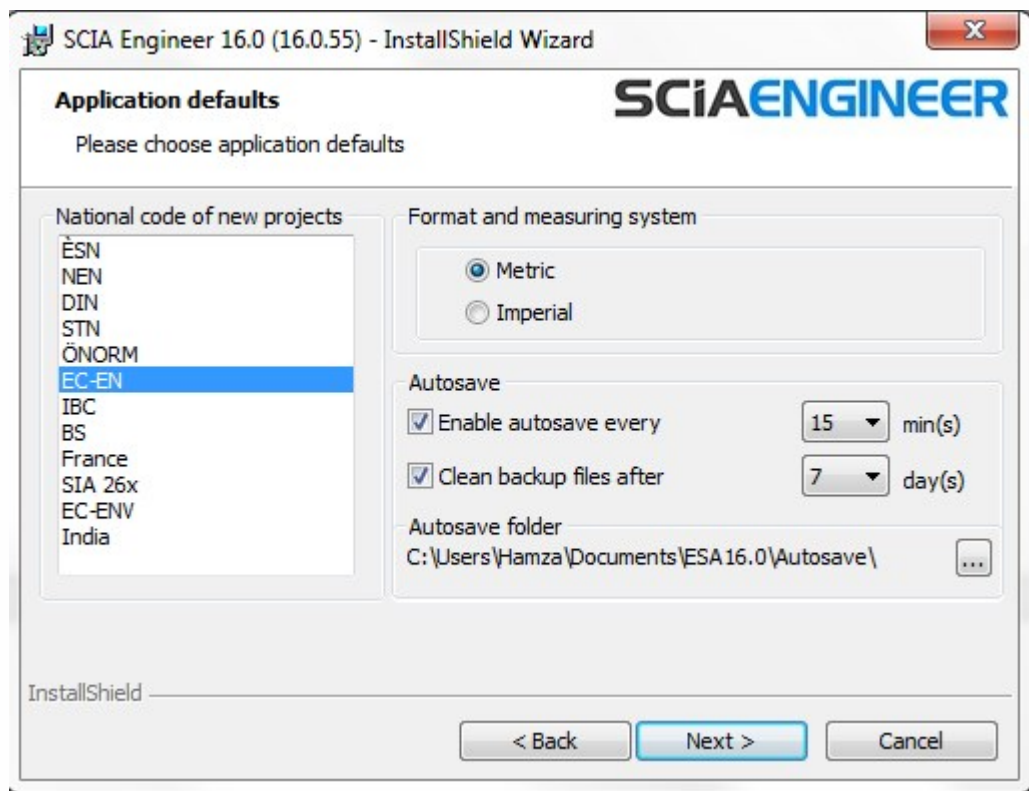 SCIA Engineer 16.0 (16.0.55) - InstallShield Wizard
Application defaults
SCiAENGINEER
Please choose application defaults
National code of new projects
ÈSN
NEN
DIN
STN
ÖNORM
EC-EN
IBC
BS
France
SIA 26x
EC-ENV
India
Format and measuring system
Metric
Imperial
Autosave
Enable autosave every 15 min(s)
Clean backup files after 7 day(s)
Autosave folder
C:\Users\Hamza\Documents\ESA16.0\Autosave\ ...
InstallShield
< Back Next > Cancel